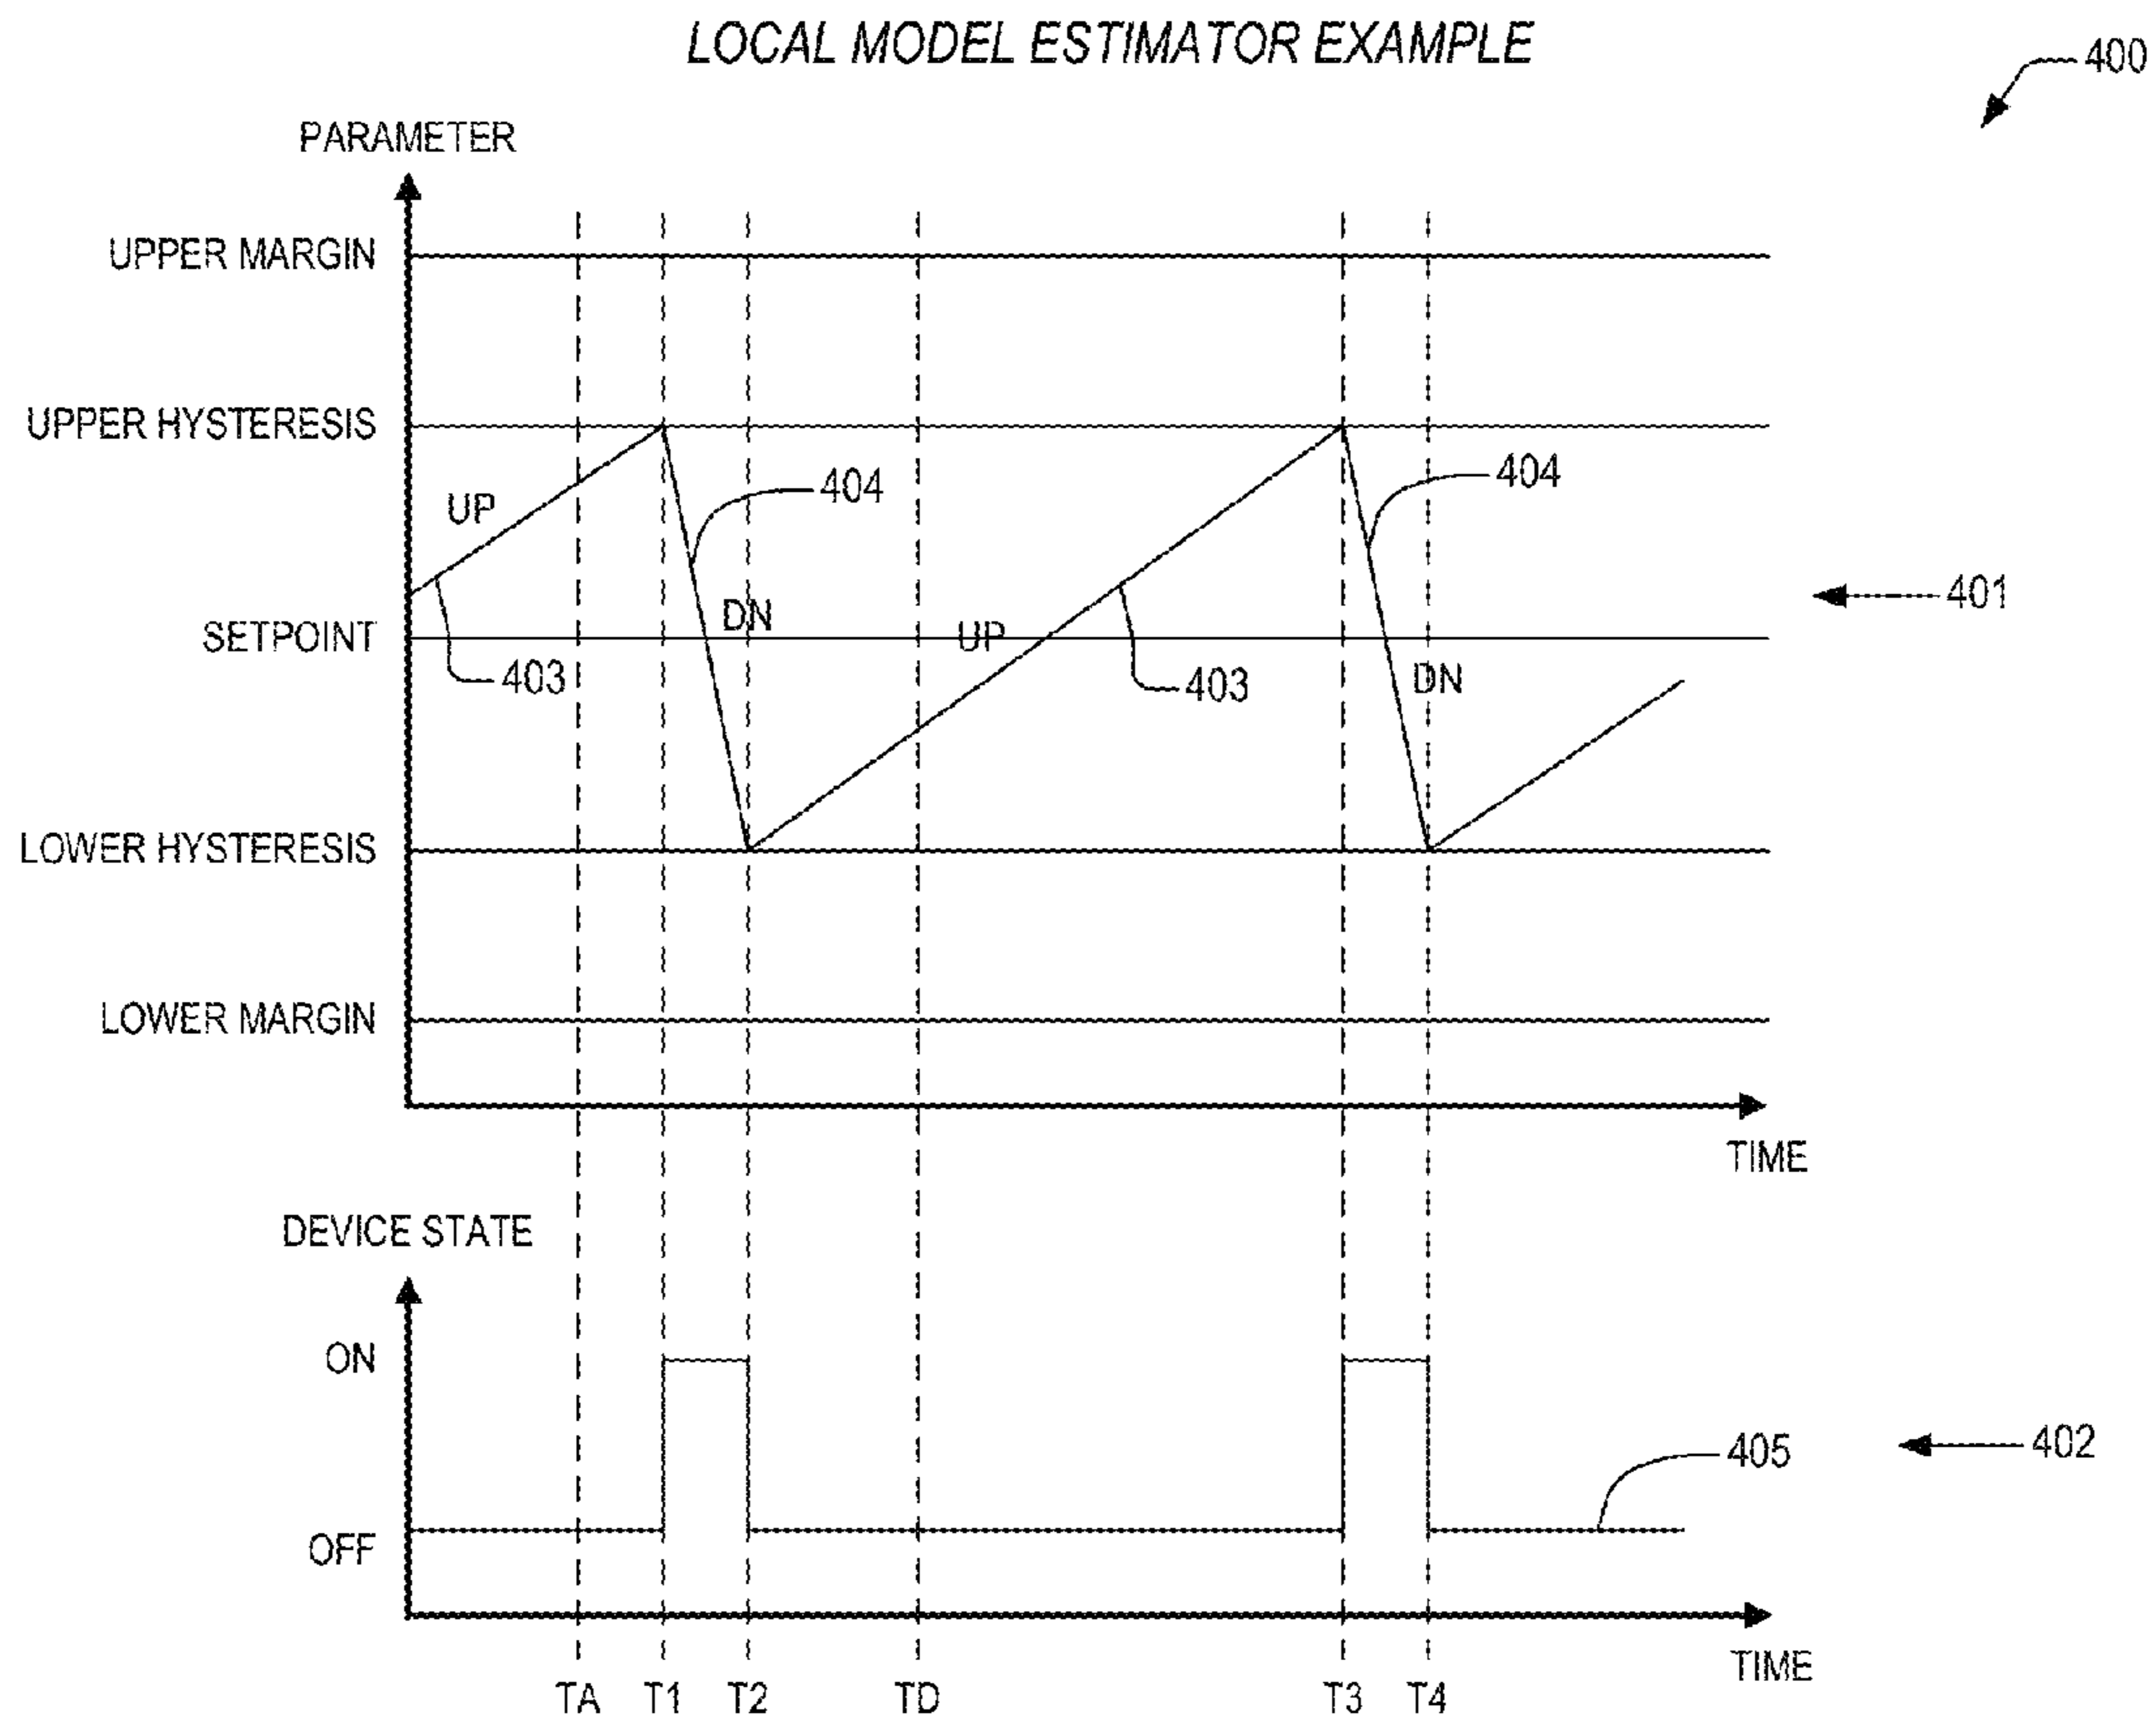 LOCAL MODEL ESTIMATOR EXAMPLE
400
PARAMETER
UPPER MARGIN
UPPER HYSTERESIS
404
404
UP
401
DN
SETPOINT
UP
403
403
DN
LOWER HYSTERESIS
LOWER MARGIN
TIME
DEVICE STATE
ON
402
405
OFF
TIME
TA T1 T2 TD T3 T4